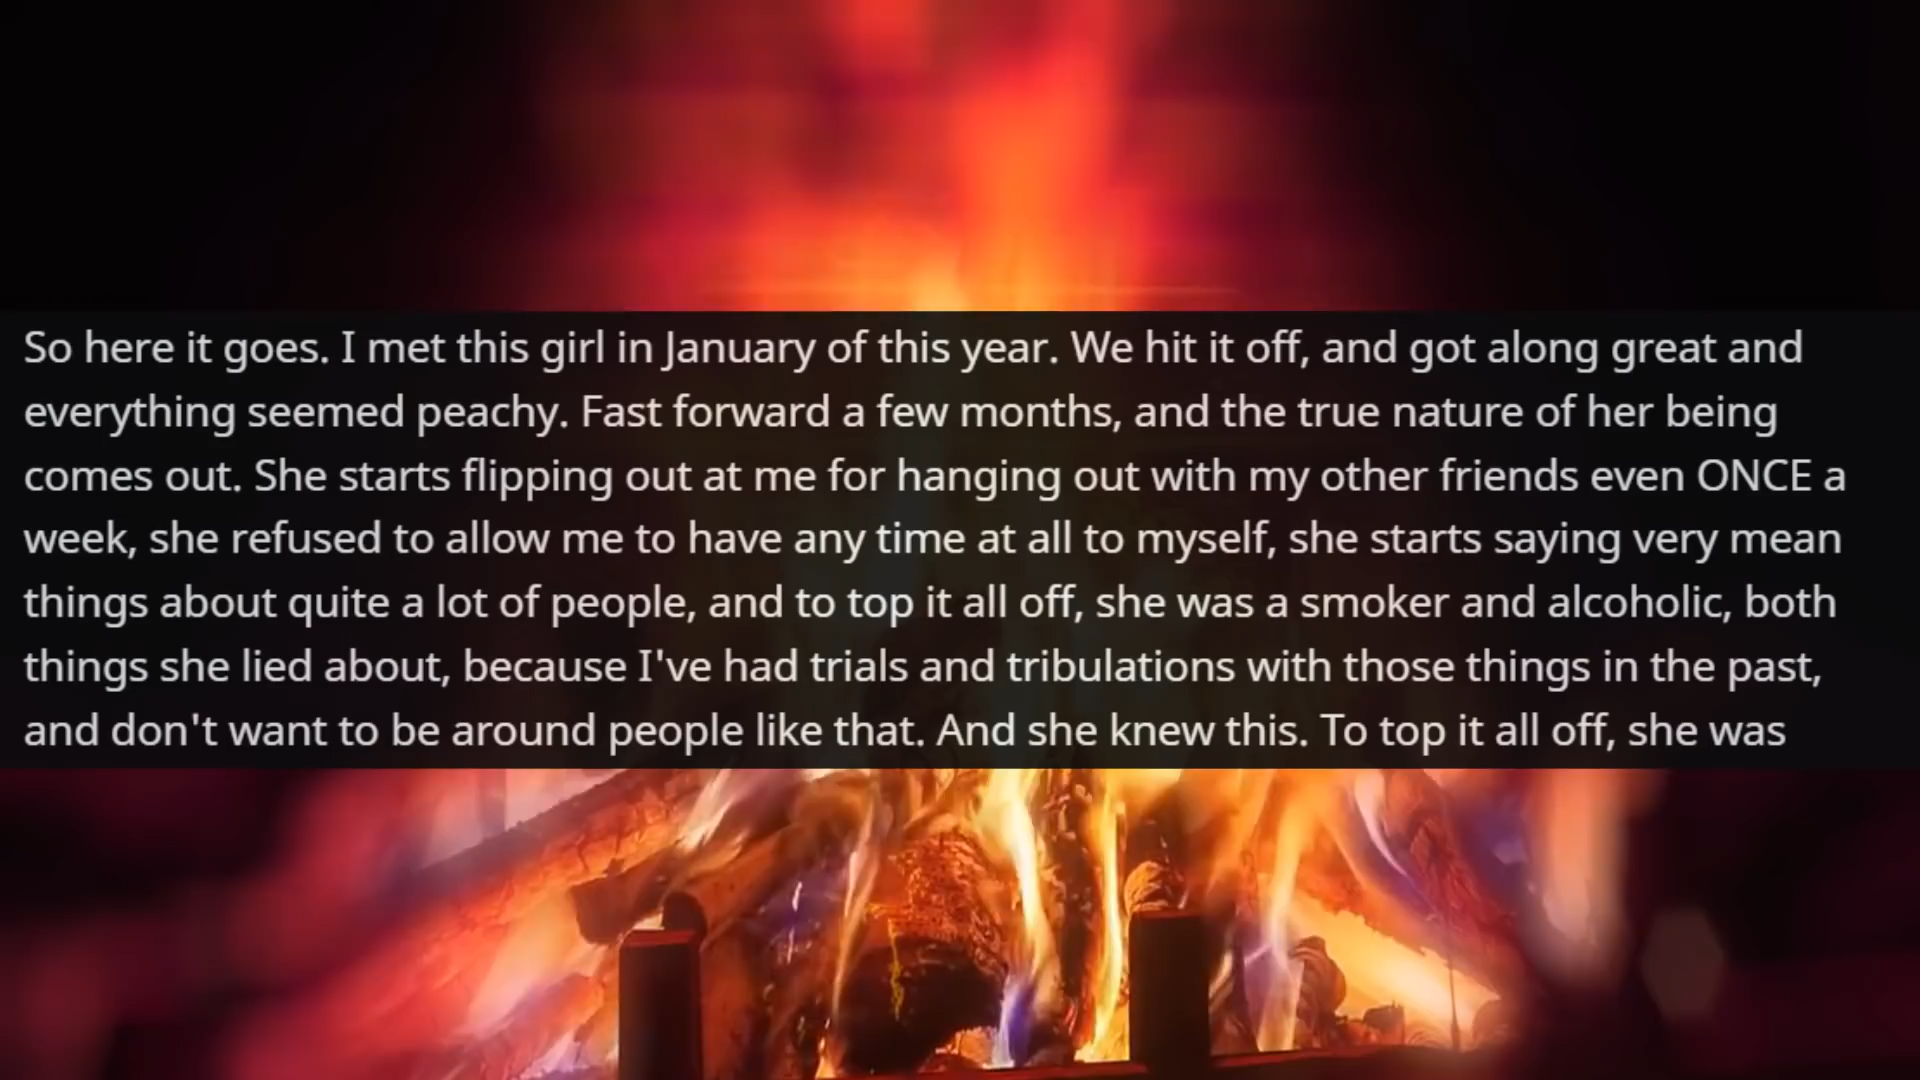 So here it goes. I met this girl in January of this year. We hit it off, and got along great and
everything seemed peachy. Fast forward a few months, and the true nature of her being
comes out. She starts flipping out at me for hanging out with my other friends even ONCE a
week, she refused to allow me to have any time at all to myself, she starts saying very mean
things about quite a lot of people, and to top it all off, she was a smoker and alcoholic, both
things she lied about, because I've had trials and tribulations with those things in the past,
and don't want to be around people like that. And she knew this. To top it all off, she was